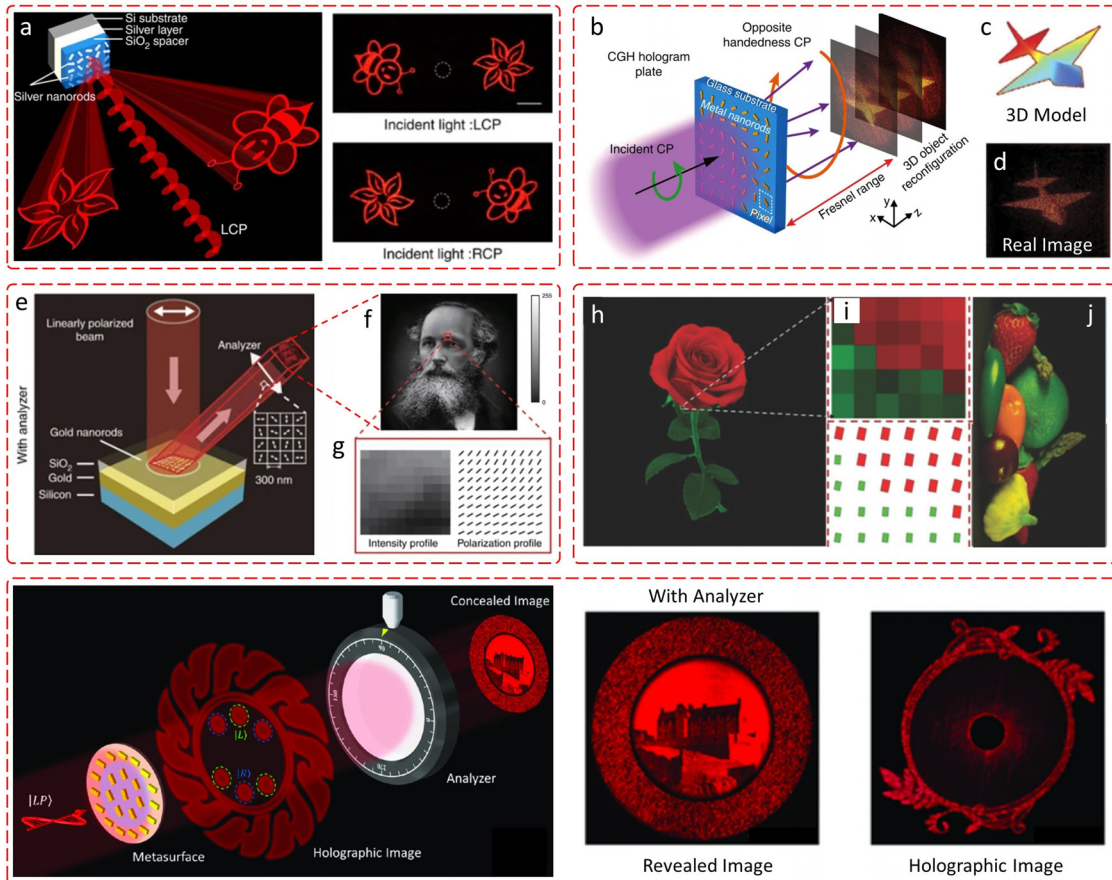 a
Si substrate
Silver layer
SiO2 spacer
Silver nanorods
LCP
Incident light :LCP
Incident light :RCP
b
CGH hologram
plate
Opposite
handedness CP
Glass substrate
Metal nanorods
Incident CP
Pixel
Fresnel range
3D object
reconfiguration
y
x
z
c
3D Model
d
Real Image
e
With analyzer
Linearly polarized
beam
Analyzer
Gold nanorods
SiO2
Gold
Silicon
300 nm
f
255
0
g
Intensity profile
Polarization profile
h
i
j
|LP⟩
Metasurface
|L⟩
|R⟩
Holographic Image
Analyzer
Concealed Image
With Analyzer
Revealed Image
Holographic Image